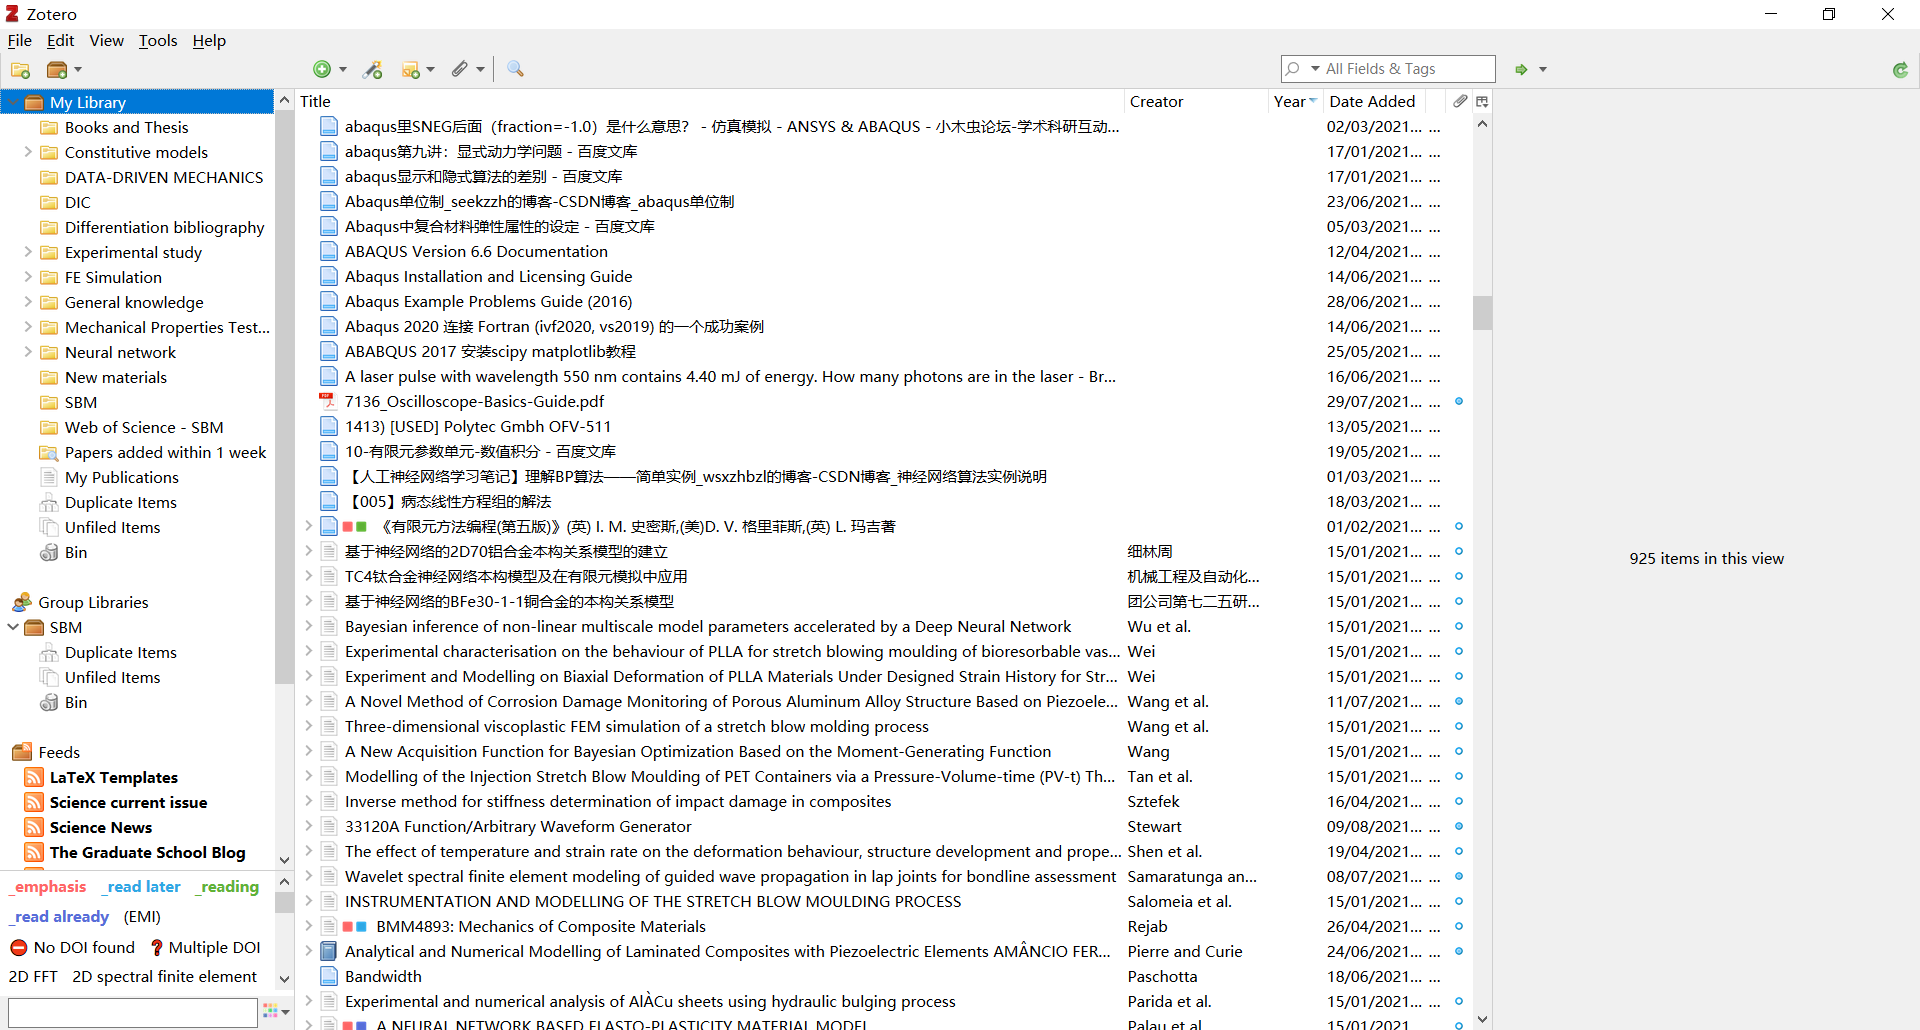 Zotero
File Edit View Tools Help
All Fields & Tags
My Library
Books and Thesis
Constitutive models
DATA-DRIVEN MECHANICS
DIC
Differentiation bibliography
Experimental study
FE Simulation
General knowledge
Mechanical Properties Test...
Neural network
New materials
SBM
Web of Science - SBM
Papers added within 1 week
My Publications
Duplicate Items
Unfiled Items
Bin
Group Libraries
SBM
Duplicate Items
Unfiled Items
Bin
Feeds
LaTeX Templates
Science current issue
Science News
The Graduate School Blog
_emphasis _read later _reading
_read already (EMI)
No DOI found ? Multiple DOI
2D FFT 2D spectral finite element
Title Creator Year Date Added
abaqus里SNEG后面（fraction=-1.0）是什么意思？ - 仿真模拟 - ANSYS & ABAQUS - 小木虫论坛-学术科研互动... 02/03/2021... ...
abaqus第九讲：显式动力学问题 - 百度文库 17/01/2021... ...
abaqus显示和隐式算法的差别 - 百度文库 17/01/2021... ...
Abaqus单位制_seekzzh的博客-CSDN博客_abaqus单位制 23/06/2021... ...
Abaqus中复合材料弹性属性的设定 - 百度文库 05/03/2021... ...
ABAQUS Version 6.6 Documentation 12/04/2021... ...
Abaqus Installation and Licensing Guide 14/06/2021... ...
Abaqus Example Problems Guide (2016) 28/06/2021... ...
Abaqus 2020 连接 Fortran (ivf2020, vs2019) 的一个成功案例 14/06/2021... ...
ABABQUS 2017 安装scipy matplotlib教程 25/05/2021... ...
A laser pulse with wavelength 550 nm contains 4.40 mJ of energy. How many photons are in the laser - Br... 16/06/2021... ...
7136_Oscilloscope-Basics-Guide.pdf 29/07/2021... ...
1413) [USED] Polytec Gmbh OFV-511 13/05/2021... ...
10-有限元参数单元-数值积分 - 百度文库 19/05/2021... ...
【人工神经网络学习笔记】理解BP算法——简单实例_wsxzhbzl的博客-CSDN博客_神经网络算法实例说明 01/03/2021... ...
【005】病态线性方程组的解法 18/03/2021... ...
《有限元方法编程(第五版)》(英) I. M. 史密斯,(美)D. V. 格里菲斯,(英) L. 玛吉著 01/02/2021... ...
基于神经网络的2D70铝合金本构关系模型的建立 细林周 15/01/2021... ...
TC4钛合金神经网络本构模型及在有限元模拟中应用 机械工程及自动化... 15/01/2021... ...
基于神经网络的BFe30-1-1铜合金的本构关系模型 团公司第七二五研... 15/01/2021... ...
Bayesian inference of non-linear multiscale model parameters accelerated by a Deep Neural Network Wu et al. 15/01/2021... ...
Experimental characterisation on the behaviour of PLLA for stretch blowing moulding of bioresorbable vas... Wei 15/01/2021... ...
Experiment and Modelling on Biaxial Deformation of PLLA Materials Under Designed Strain History for Str... Wei 15/01/2021... ...
A Novel Method of Corrosion Damage Monitoring of Porous Aluminum Alloy Structure Based on Piezoele... Wang et al. 11/07/2021... ...
Three-dimensional viscoplastic FEM simulation of a stretch blow molding process Wang et al. 15/01/2021... ...
A New Acquisition Function for Bayesian Optimization Based on the Moment-Generating Function Wang 15/01/2021... ...
Modelling of the Injection Stretch Blow Moulding of PET Containers via a Pressure-Volume-time (PV-t) Th... Tan et al. 15/01/2021... ...
Inverse method for stiffness determination of impact damage in composites Sztefek 16/04/2021... ...
33120A Function/Arbitrary Waveform Generator Stewart 09/08/2021... ...
The effect of temperature and strain rate on the deformation behaviour, structure development and prope... Shen et al. 19/04/2021... ...
Wavelet spectral finite element modeling of guided wave propagation in lap joints for bondline assessment Samaratunga an... 08/07/2021... ...
INSTRUMENTATION AND MODELLING OF THE STRETCH BLOW MOULDING PROCESS Salomeia et al. 15/01/2021... ...
BMM4893: Mechanics of Composite Materials Rejab 26/04/2021... ...
Analytical and Numerical Modelling of Laminated Composites with Piezoelectric Elements AMÂNCIO FER... Pierre and Curie 24/06/2021... ...
Bandwidth Paschotta 18/06/2021... ...
Experimental and numerical analysis of AlÀCu sheets using hydraulic bulging process Parida et al. 15/01/2021... ...
A NEURAL NETWORK BASED ELASTO-PLASTICITY MATERIAL MODEL Palau et al. 15/01/2021... ...
925 items in this view